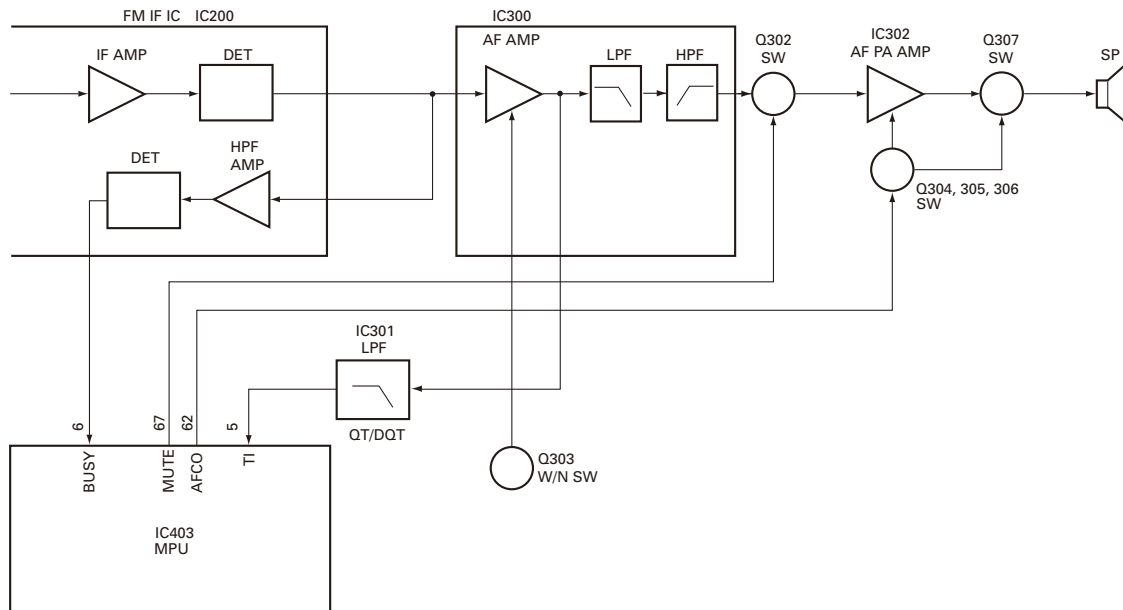 FM IF IC IC200
IF AMP
DET
DET
HPF
AMP
IC300
AF AMP
LPF
HPF
Q302
SW
IC302
AF PA AMP
Q307
SW
SP
Q304, 305, 306
SW
IC301
LPF
QT/DQT
Q303
W/N SW
6
67
62
5
BUSY
MUTE
AFCO
TI
IC403
MPU